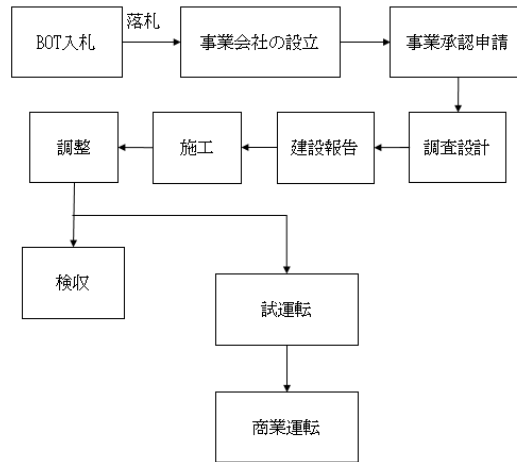 BOT入札
落札
事業会社の設立
事業承認申請
調整
施工
建設報告
調査設計
検収
試運転
商業運転